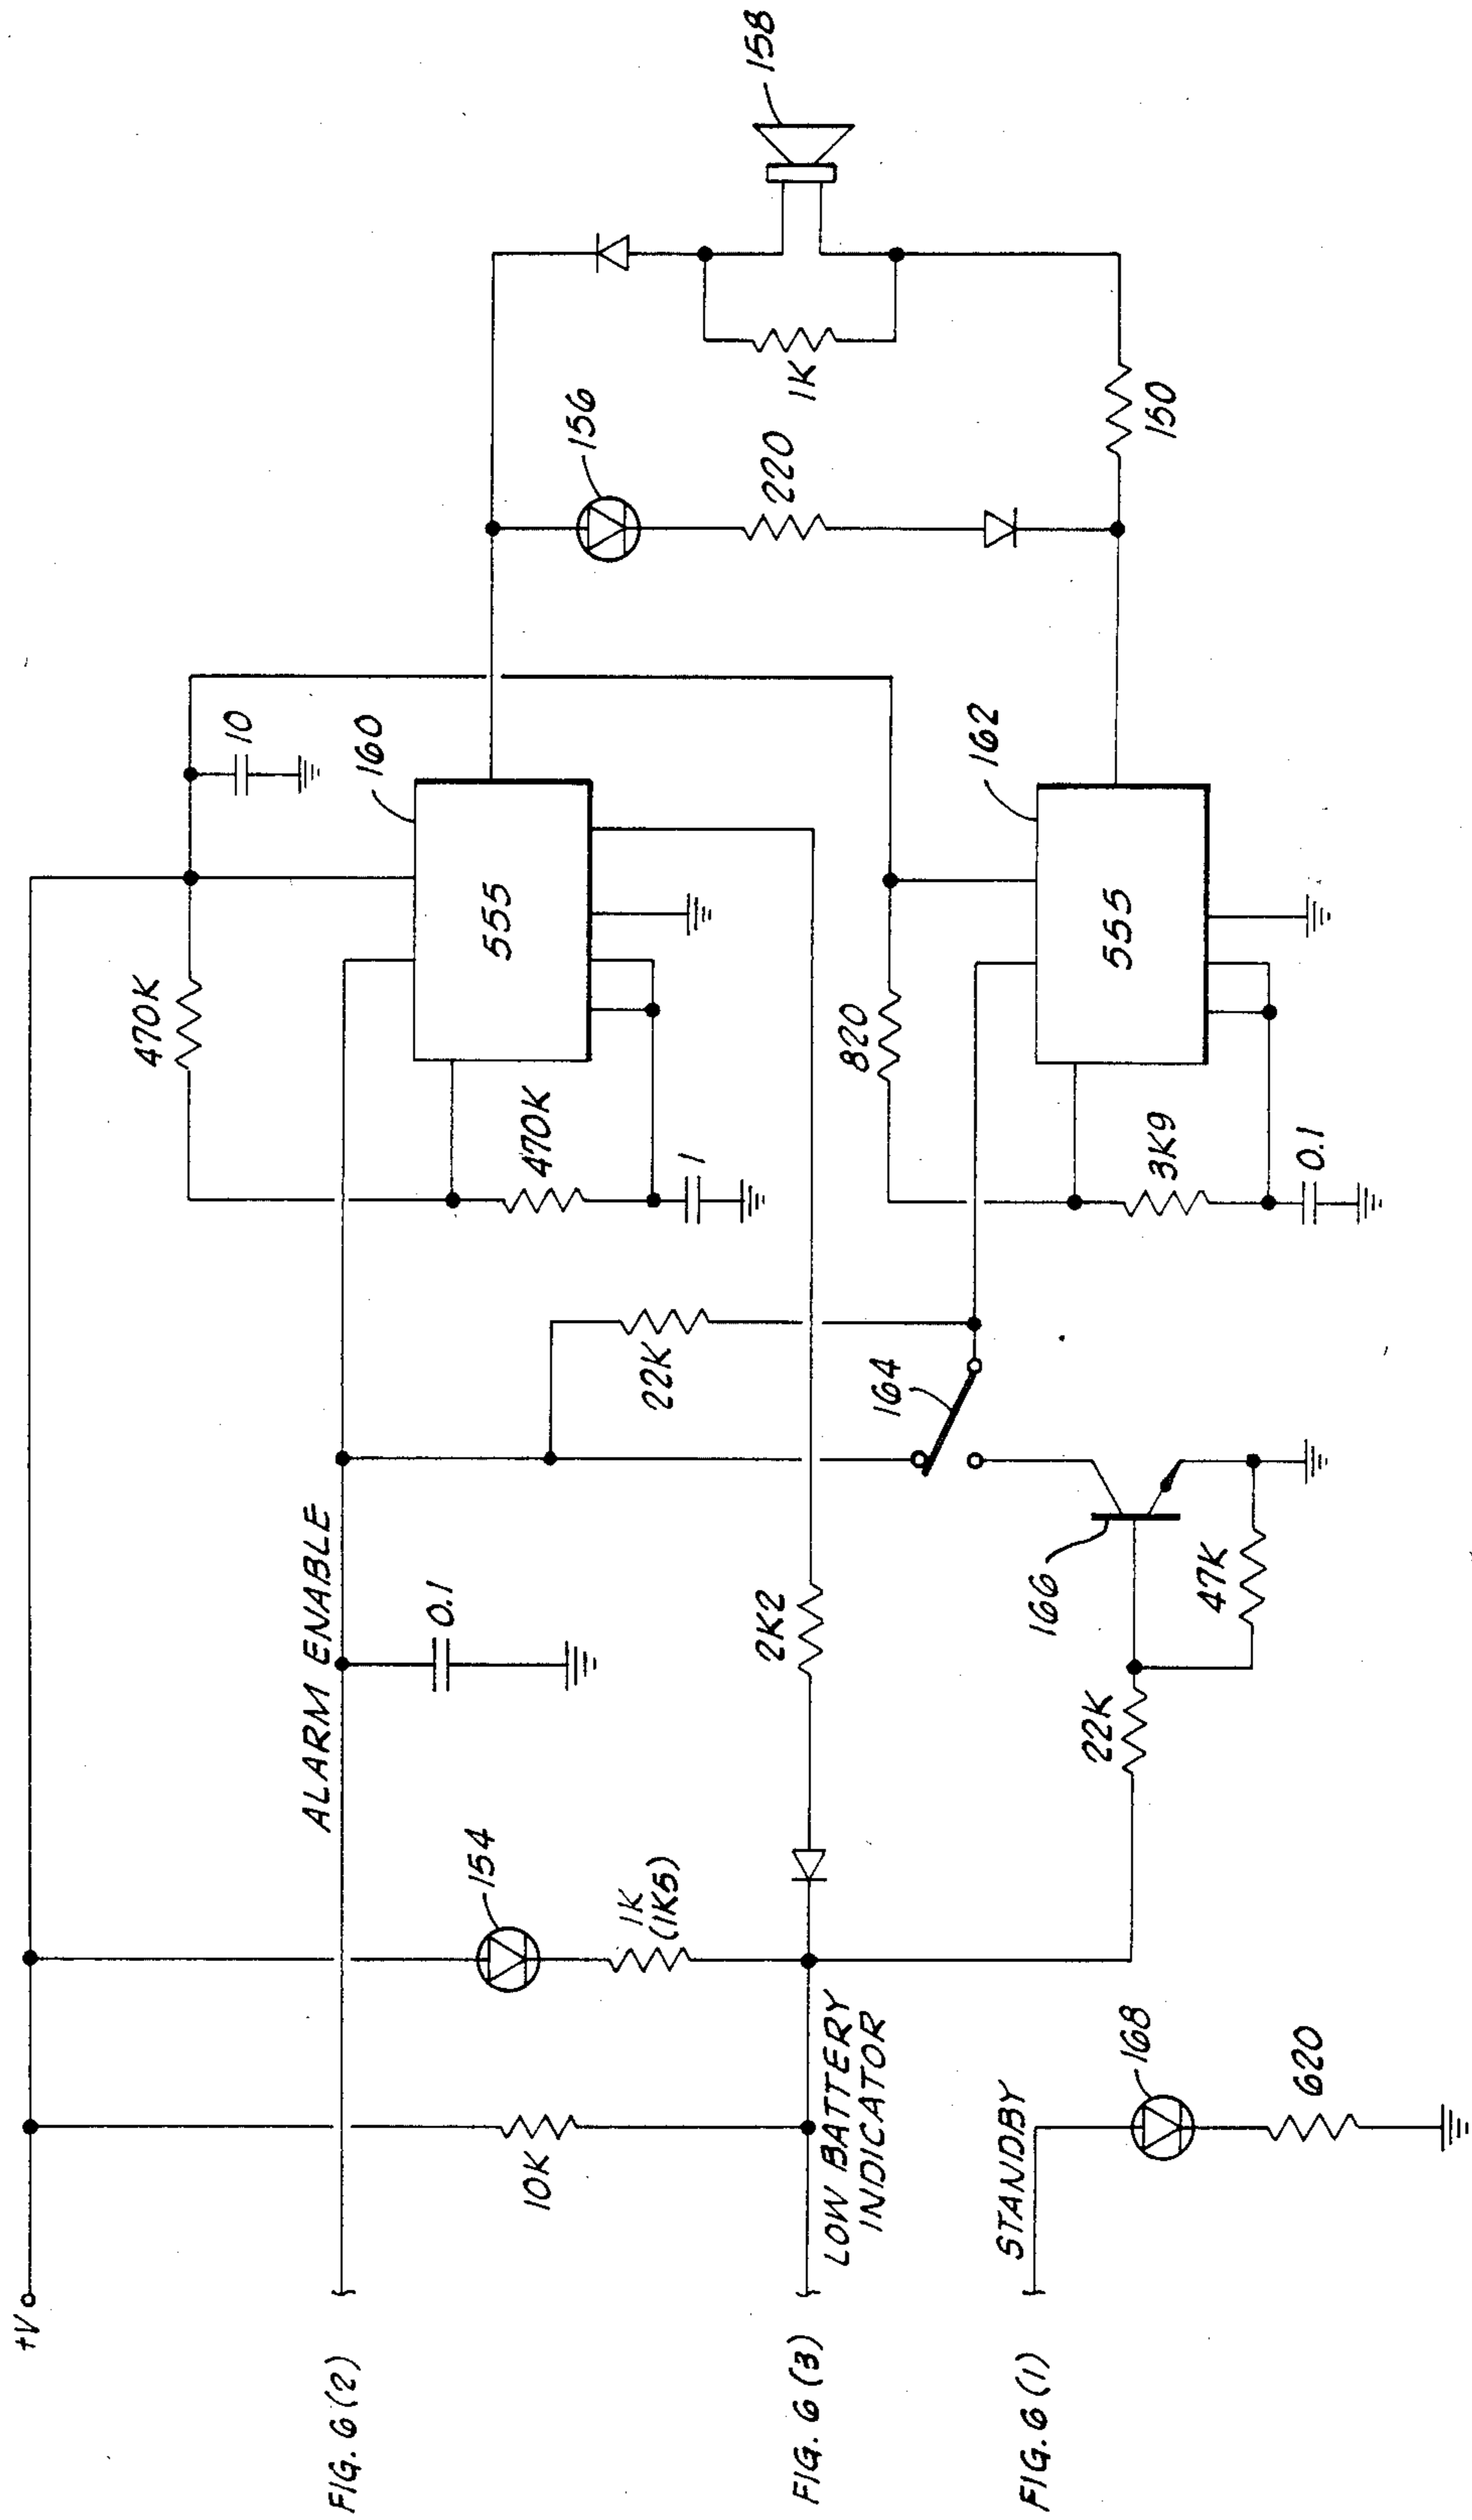 +V
FIG. 6 (2)
ALARM ENABLE
10K
154
1K
(1K5)
0.1
470K
470K
1
555
160
10
156
158
220
1K
150
FIG. 6 (3)
LOW BATTERY
INDICATOR
2K2
22K
164
820
555
162
3K9
0.1
FIG. 6 (1)
STANDBY
168
620
22K
166
47K